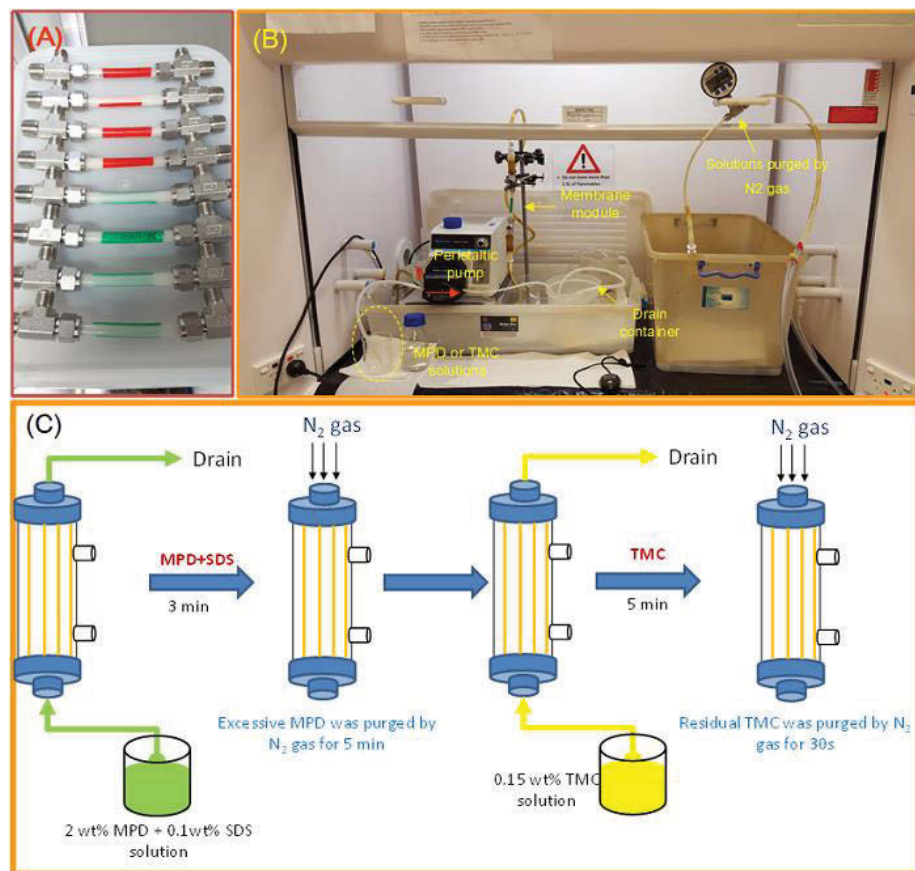 (A)
(B)
Solutions purged by
N2 gas
Membrane
module
Peristaltic
pump
Drain
container
MPD or TMC
solutions
(C)
N₂ gas
N₂ gas
Drain
Drain
MPD+SDS
3 min
TMC
5 min
Excessive MPD was purged by
N₂ gas for 5 min
Residual TMC was purged by N₂
gas for 30s
0.15 wt% TMC
solution
2 wt% MPD + 0.1wt% SDS
solution